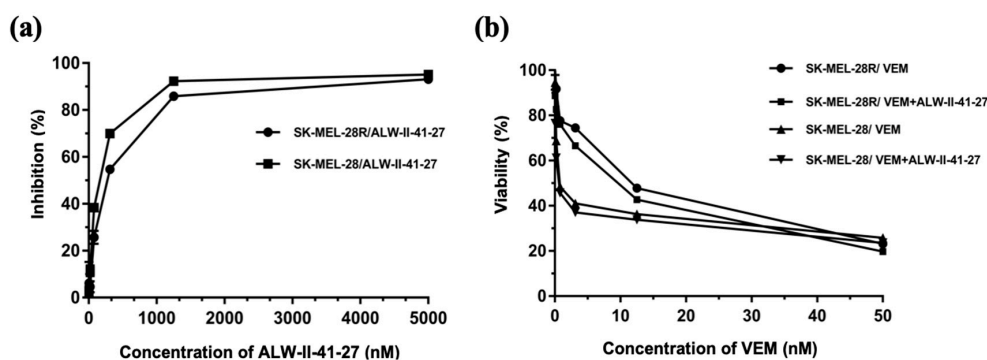 (a)
Inhibition (%)
100
80
60
40
20
0
0
1000
2000
3000
4000
5000
Concentration of ALW-II-41-27 (nM)
SK-MEL-28R/ALW-II-41-27
SK-MEL-28/ALW-II-41-27
(b)
Viability(%)
100
80
60
40
20
0
0
10
20
30
40
50
Concentration of VEM (nM)
SK-MEL-28R/ VEM
SK-MEL-28R/ VEM+ALW-II-41-27
SK-MEL-28/ VEM
SK-MEL-28/ VEM+ALW-II-41-27